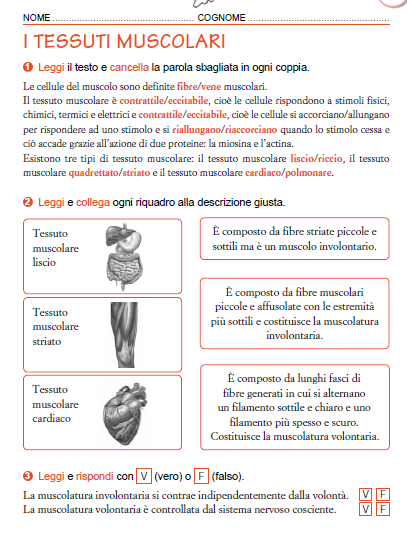 NOME COGNOME
I TESSUTI MUSCOLARI
1 Leggi il testo e cancella la parola sbagliata in ogni coppia.
Le cellule del muscolo sono definite fibre/vene muscolari.
Il tessuto muscolare è contrattile/eccitabile, cioè le cellule rispondono a stimoli fisici,
chimici, termici e elettrici e contrattile/eccitabile, cioè le cellule si accorciano/allungano
per rispondere ad uno stimolo e si riallungano/riaccorciano quando lo stimolo cessa e
ciò accade grazie all'azione di due proteine: la miosina e l'actina.
Esistono tre tipi di tessuto muscolare: il tessuto muscolare liscio/riccio, il tessuto
muscolare quadrettato/striato e il tessuto muscolare cardiaco/polmonare.
2 Leggi e collega ogni riquadro alla descrizione giusta.
Tessuto
muscolare
liscio
È composto da fibre striate piccole e
sottili ma è un muscolo involontario.
Tessuto
muscolare
striato
È composto da fibre muscolari
piccole e affusolate con le estremità
più sottili e costituisce la muscolatura
involontaria.
Tessuto
muscolare
cardiaco
È composto da lunghi fasci di
fibre generati in cui si alternano
un filamento sottile e chiaro e uno
filamento più spesso e scuro.
Costituisce la muscolatura volontaria.
3 Leggi e rispondi con V (vero) o F (falso).
La muscolatura involontaria si contrae indipendentemente dalla volontà. V F
La muscolatura volontaria è controllata dal sistema nervoso cosciente. V F